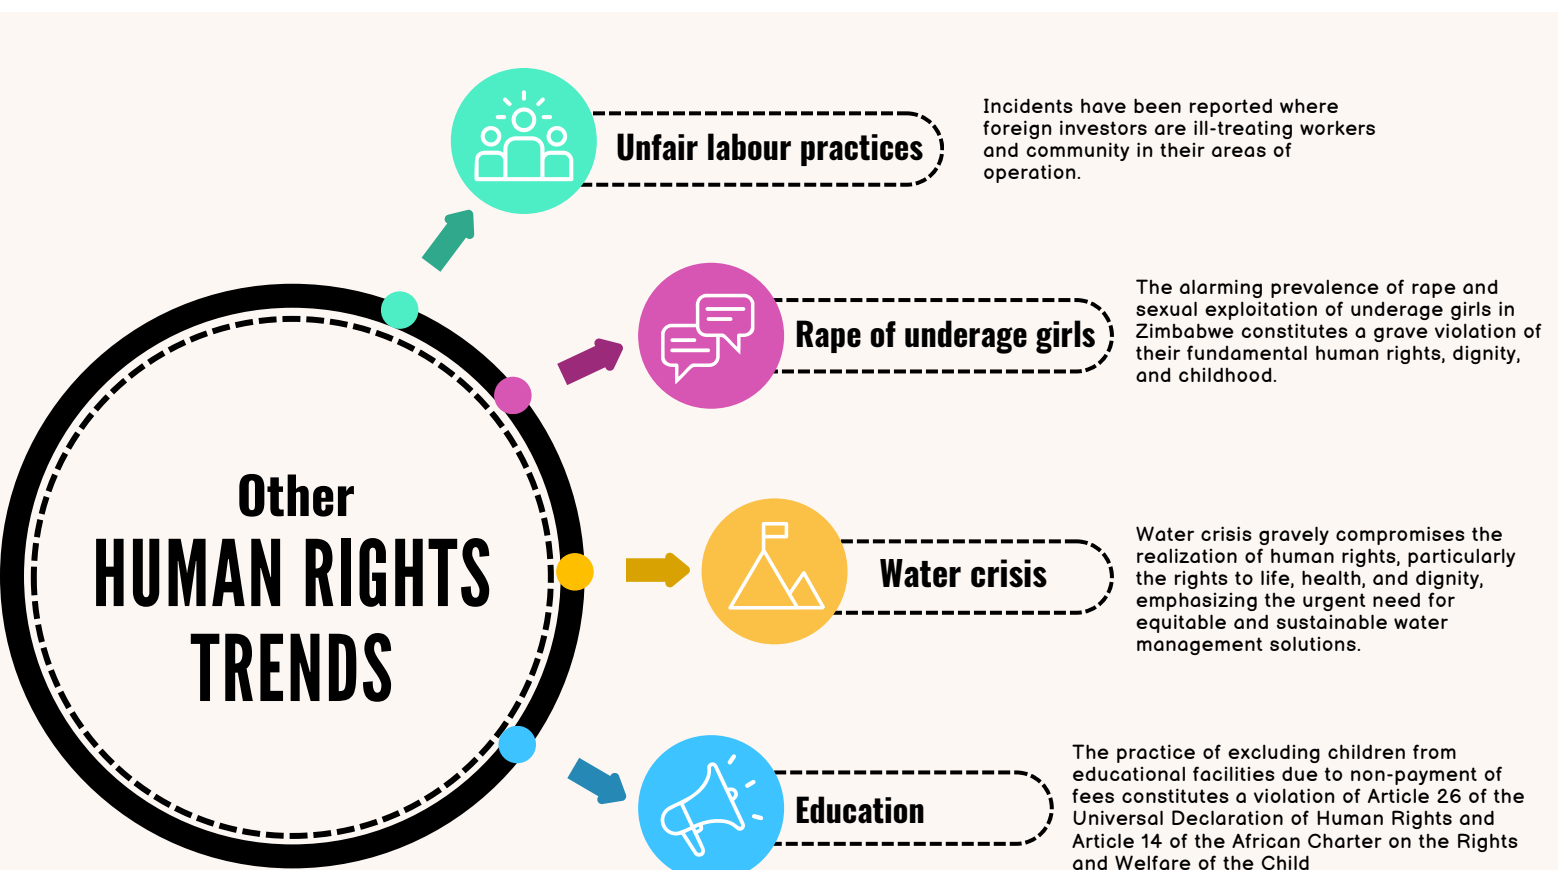 Other
HUMAN RIGHTS
TRENDS
Unfair labour practices
Incidents have been reported where
foreign investors are ill-treating workers
and community in their areas of
operation.
Rape of underage girls
The alarming prevalence of rape and
sexual exploitation of underage girls in
Zimbabwe constitutes a grave violation of
their fundamental human rights, dignity,
and childhood.
Water crisis
Water crisis gravely compromises the
realization of human rights, particularly
the rights to life, health, and dignity,
emphasizing the urgent need for
equitable and sustainable water
management solutions.
Education
The practice of excluding children from
educational facilities due to non-payment of
fees constitutes a violation of Article 26 of the
Universal Declaration of Human Rights and
Article 14 of the African Charter on the Rights
and Welfare of the Child